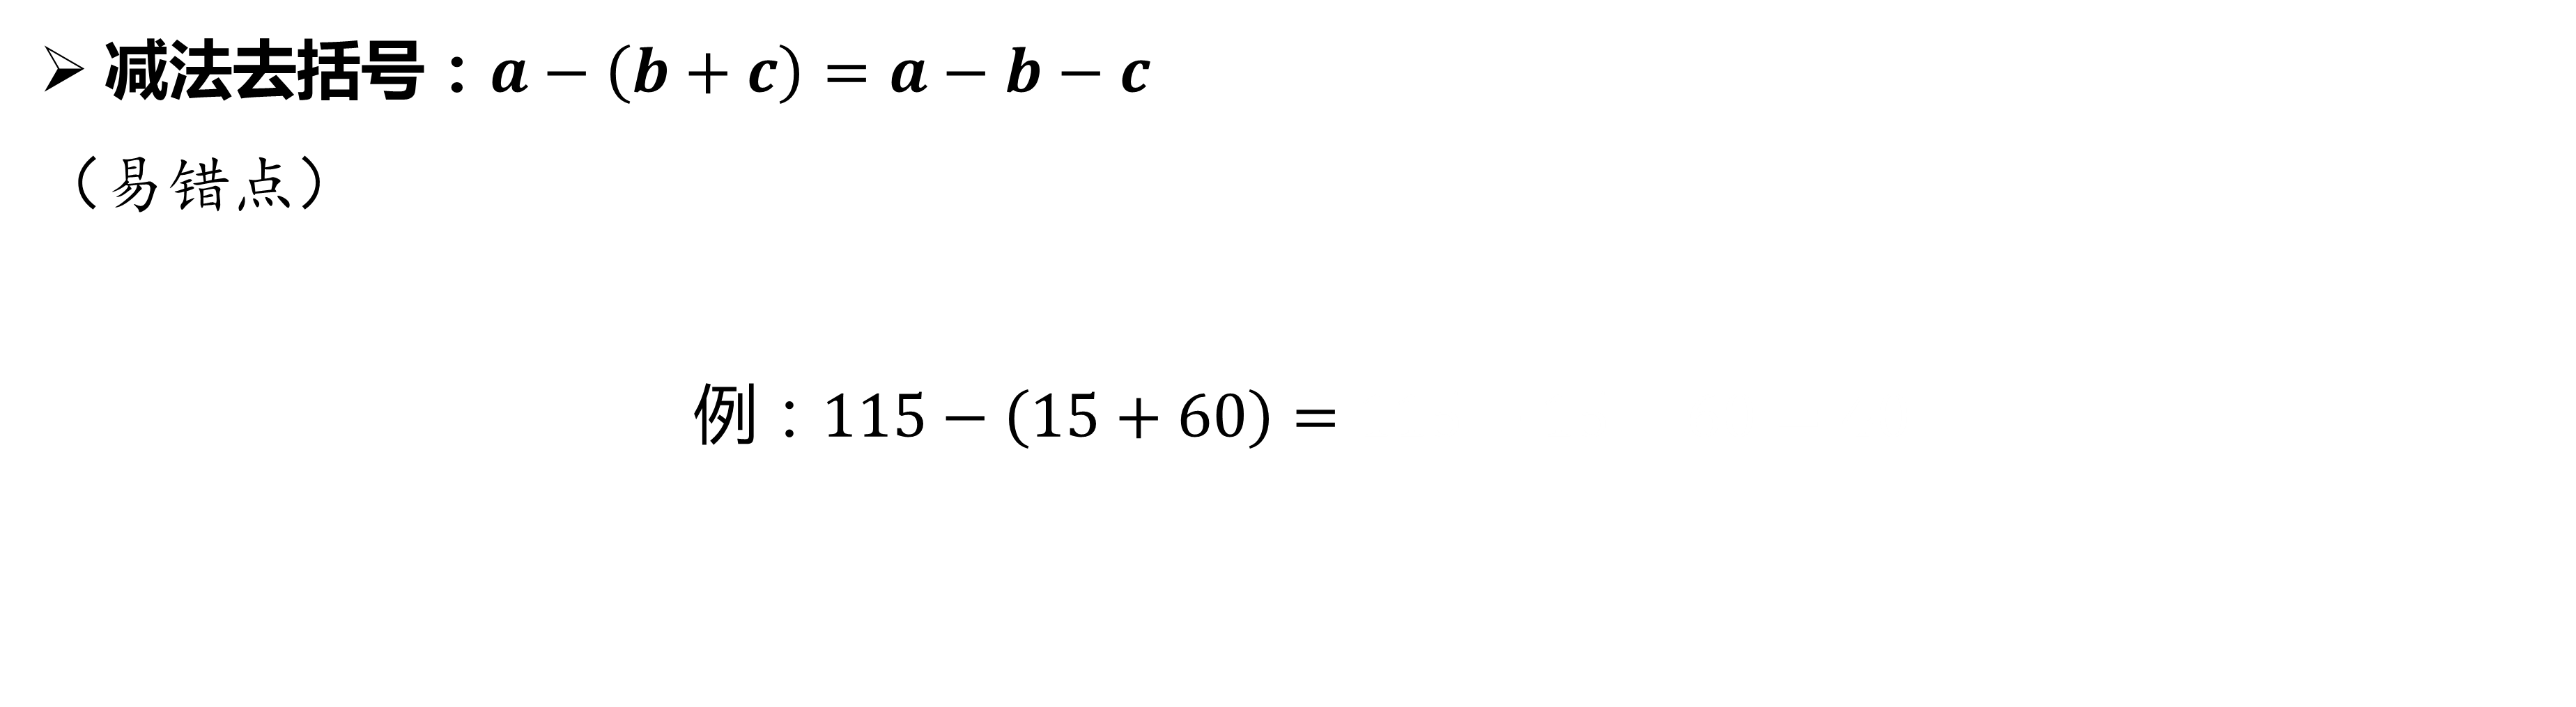 ➢ 减法去括号：a − (b + c) = a − b − c
（易错点）
例：115 − (15 + 60) =